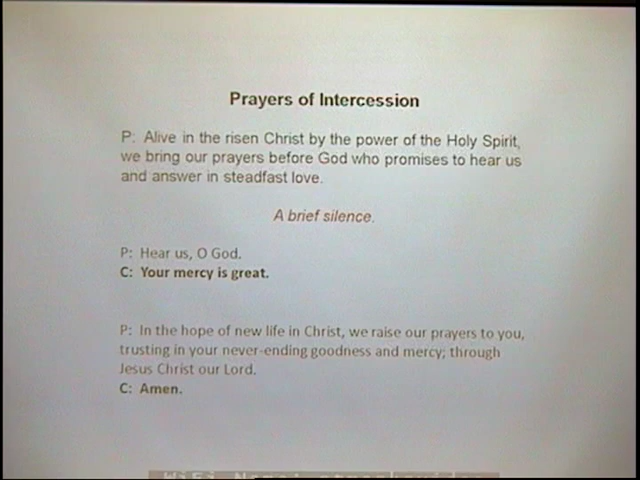 Prayers of Intercession
P: Alive in the risen Christ by the power of the Holy Spirit,
we bring our prayers before God who promises to hear us
and answer in steadfast love.
A brief silence.
P: Hear us, O God.
C: Your mercy is great.
P: In the hope of new life in Christ, we raise our prayers to you,
trusting in your never-ending goodness and mercy; through
Jesus Christ our Lord.
C: Amen.